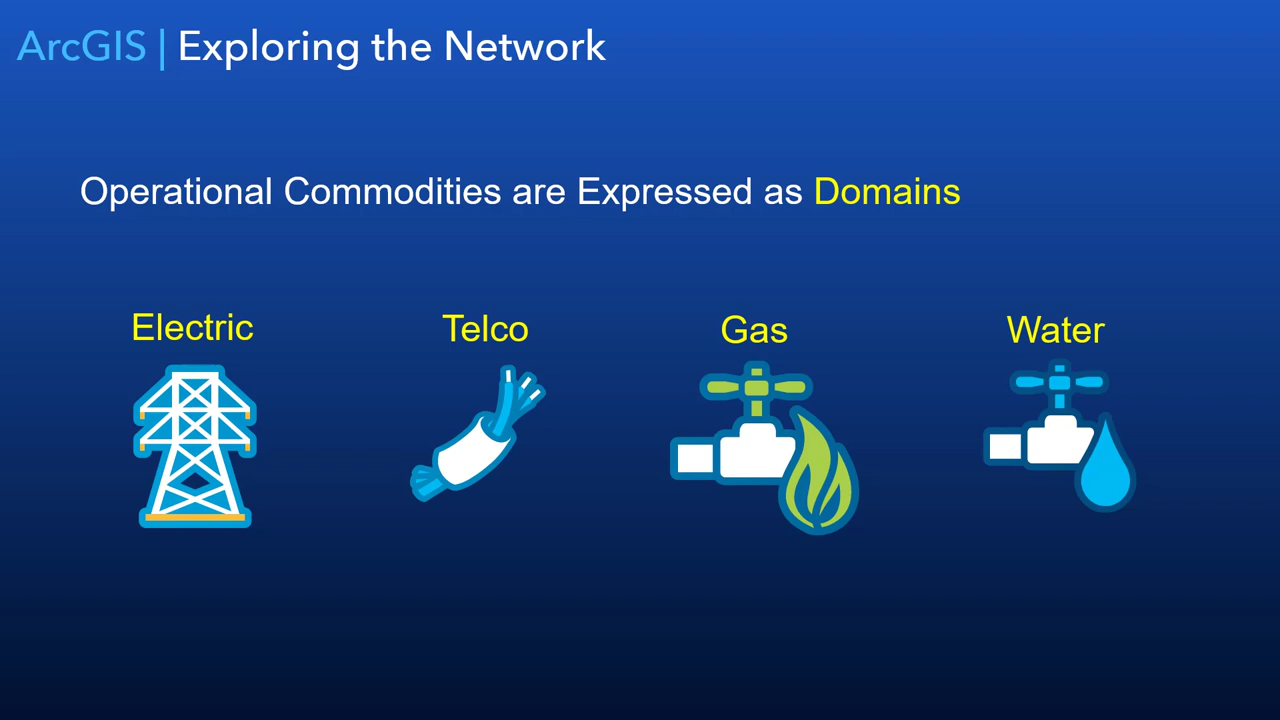 ArcGIS | Exploring the Network
Operational Commodities are Expressed as Domains
Electric Telco Gas Water